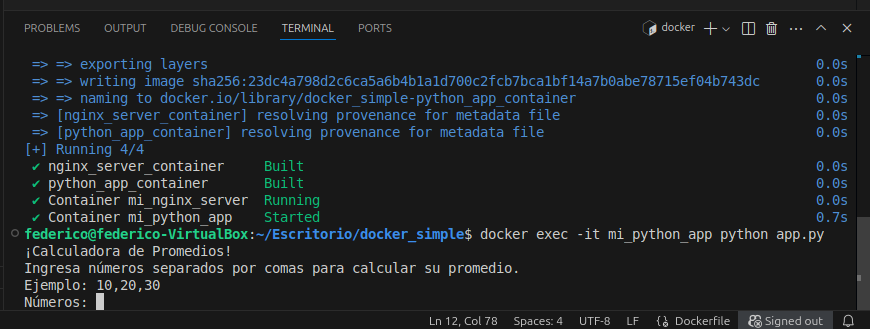 PROBLEMS OUTPUT DEBUG CONSOLE TERMINAL PORTS docker
=> => exporting layers 0.0s
=> => writing image sha256:23dc4a798d2c6ca5a6b4b1a1d700c2fcb7bca1bf14a7b0abe78715ef04b743dc 0.0s
=> => naming to docker.io/library/docker_simple-python_app_container 0.0s
=> [nginx_server_container] resolving provenance for metadata file 0.0s
=> [python_app_container] resolving provenance for metadata file 0.0s
[+] Running 4/4
✔ nginx_server_container Built 0.0s
✔ python_app_container Built 0.0s
✔ Container mi_nginx_server Running 0.0s
✔ Container mi_python_app Started 0.7s
federico@federico-VirtualBox:~/Escritorio/docker_simple$ docker exec -it mi_python_app python app.py
¡Calculadora de Promedios!
Ingresa números separados por comas para calcular su promedio.
Ejemplo: 10,20,30
Números:
Ln 12, Col 78 Spaces: 4 UTF-8 LF Dockerfile Signed out